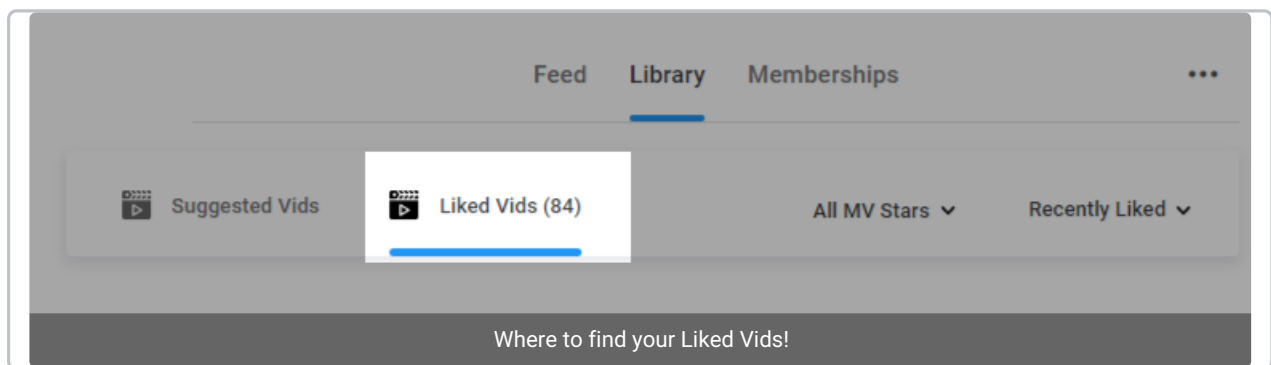 Feed Library Memberships
Suggested Vids Liked Vids (84) All MV Stars Recently Liked
Where to find your Liked Vids!